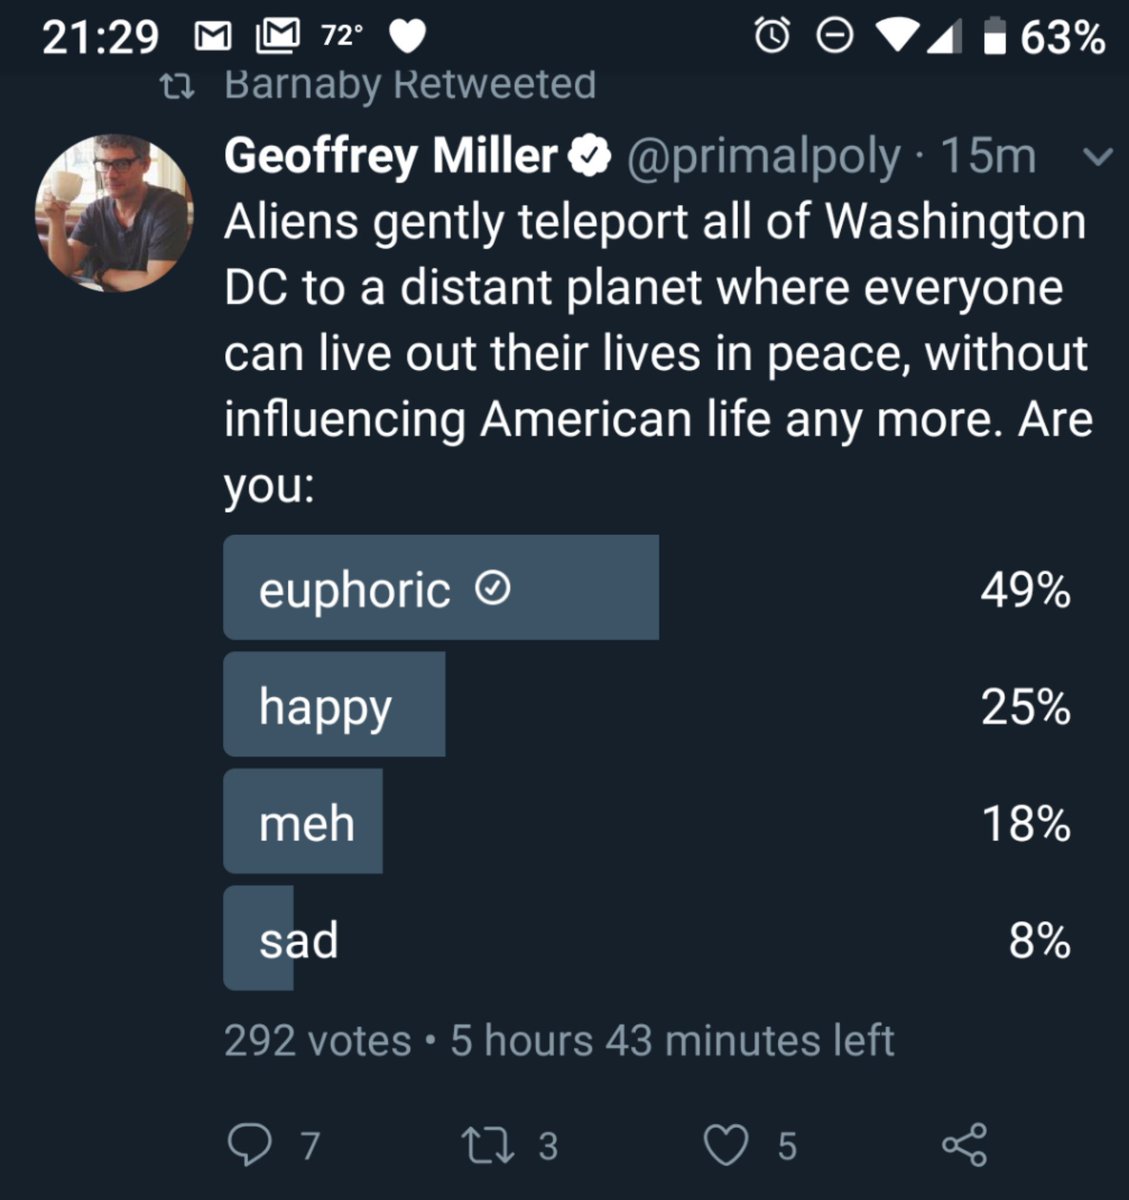 21:29 72° 63%
Barnaby Retweeted
Geoffrey Miller @primalpoly · 15m
Aliens gently teleport all of Washington
DC to a distant planet where everyone
can live out their lives in peace, without
influencing American life any more. Are
you:
euphoric 49%
happy 25%
meh 18%
sad 8%
292 votes • 5 hours 43 minutes left
7 3 5